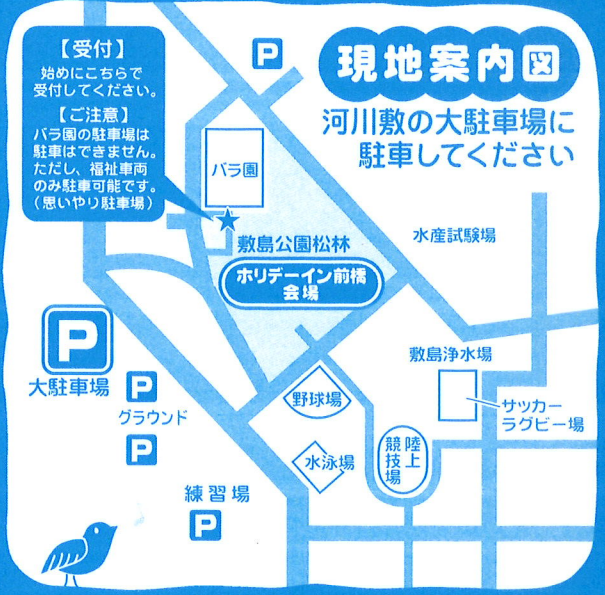 現地案内図
河川敷の大駐車場に
駐車してください
【受付】
始めにこちらで
受付してください。
【ご注意】
バラ園の駐車場は
駐車はできません。
ただし、福祉車両
のみ駐車可能です。
（思いやり駐車場）
P
バラ園
敷島公園松林
ホリデーイン前橋
会場
水産試験場
P
大駐車場
P
グラウンド
P
練習場
P
野球場
水泳場
陸上
競技場
敷島浄水場
サッカー
ラグビー場